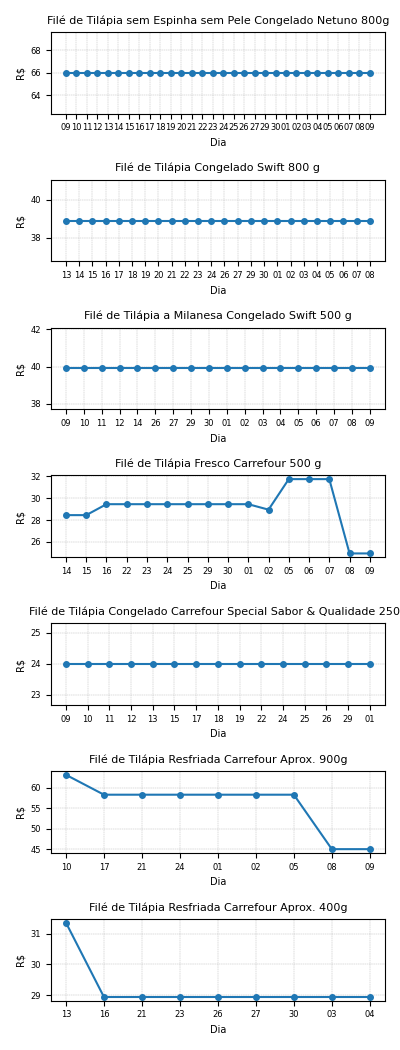 Filé de Tilápia sem Espinha sem Pele Congelado Netuno 800g
68
66
64
R$
09 10 11 12 13 14 15 16 17 18 19 20 21 22 23 24 25 26 27 29 30 01 02 03 04 05 06 07 08 09
Dia
Filé de Tilápia Congelado Swift 800 g
40
38
R$
13 14 15 16 17 18 19 20 21 22 23 24 26 27 29 30 01 02 03 04 05 06 07 08
Dia
Filé de Tilápia a Milanesa Congelado Swift 500 g
42
40
38
R$
09 10 11 12 14 26 27 29 30 01 02 03 04 05 06 07 08 09
Dia
Filé de Tilápia Fresco Carrefour 500 g
32
30
28
26
R$
14 15 16 22 23 24 25 29 30 01 02 05 06 07 08 09
Dia
Filé de Tilápia Congelado Carrefour Special Sabor & Qualidade 250
25
24
23
R$
09 10 11 12 13 15 17 18 19 22 24 25 26 29 01
Dia
Filé de Tilápia Resfriada Carrefour Aprox. 900g
60
55
50
45
R$
10 17 21 24 01 02 05 08 09
Dia
Filé de Tilápia Resfriada Carrefour Aprox. 400g
31
30
29
R$
13 16 21 23 26 27 30 03 04
Dia